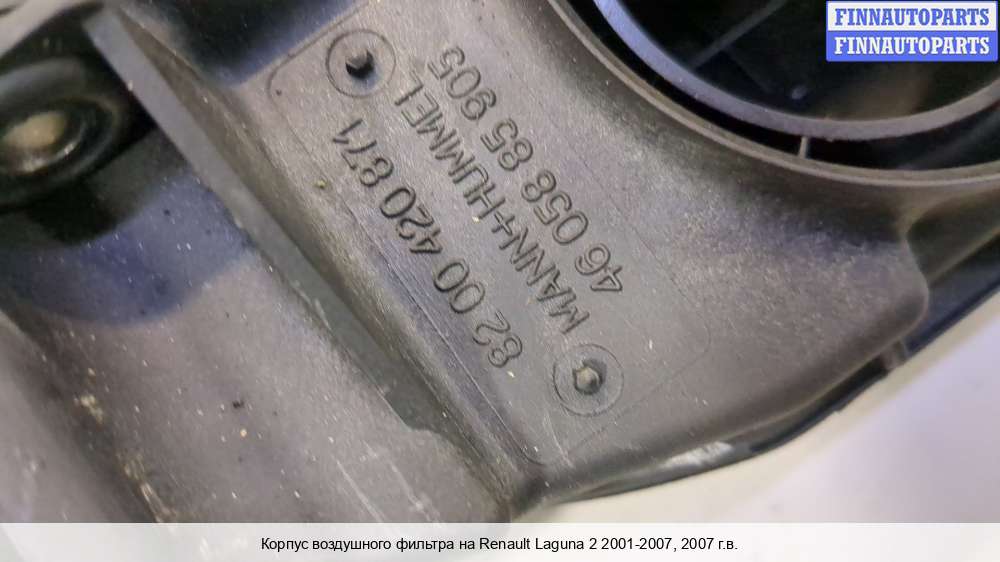 FINNAUTOPARTS
FINNAUTOPARTS
82 00 420 871
MANN+HUMMEL
46 058 85 905
Корпус воздушного фильтра на Renault Laguna 2 2001-2007, 2007 г.в.